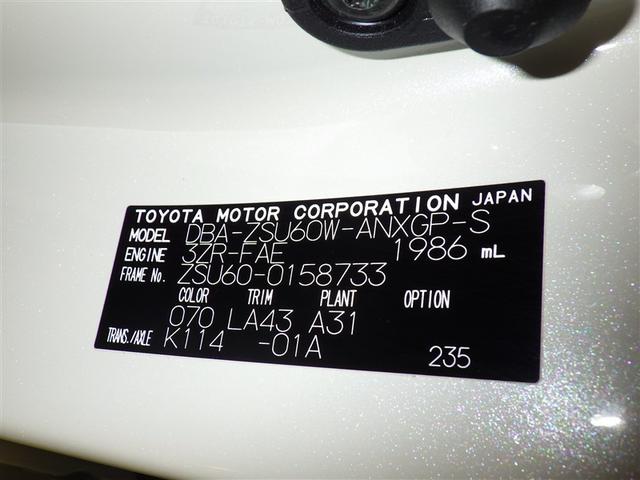 TOYOTA MOTOR CORPORATION JAPAN
MODEL DBA-ZSU60W-ANXGP-S
ENGINE 3ZR-FAE 1986 mL
FRAME No. ZSU60-0158733
COLOR TRIM PLANT OPTION
070 LA43 A31
TRANS./AXLE K114 -01A 235